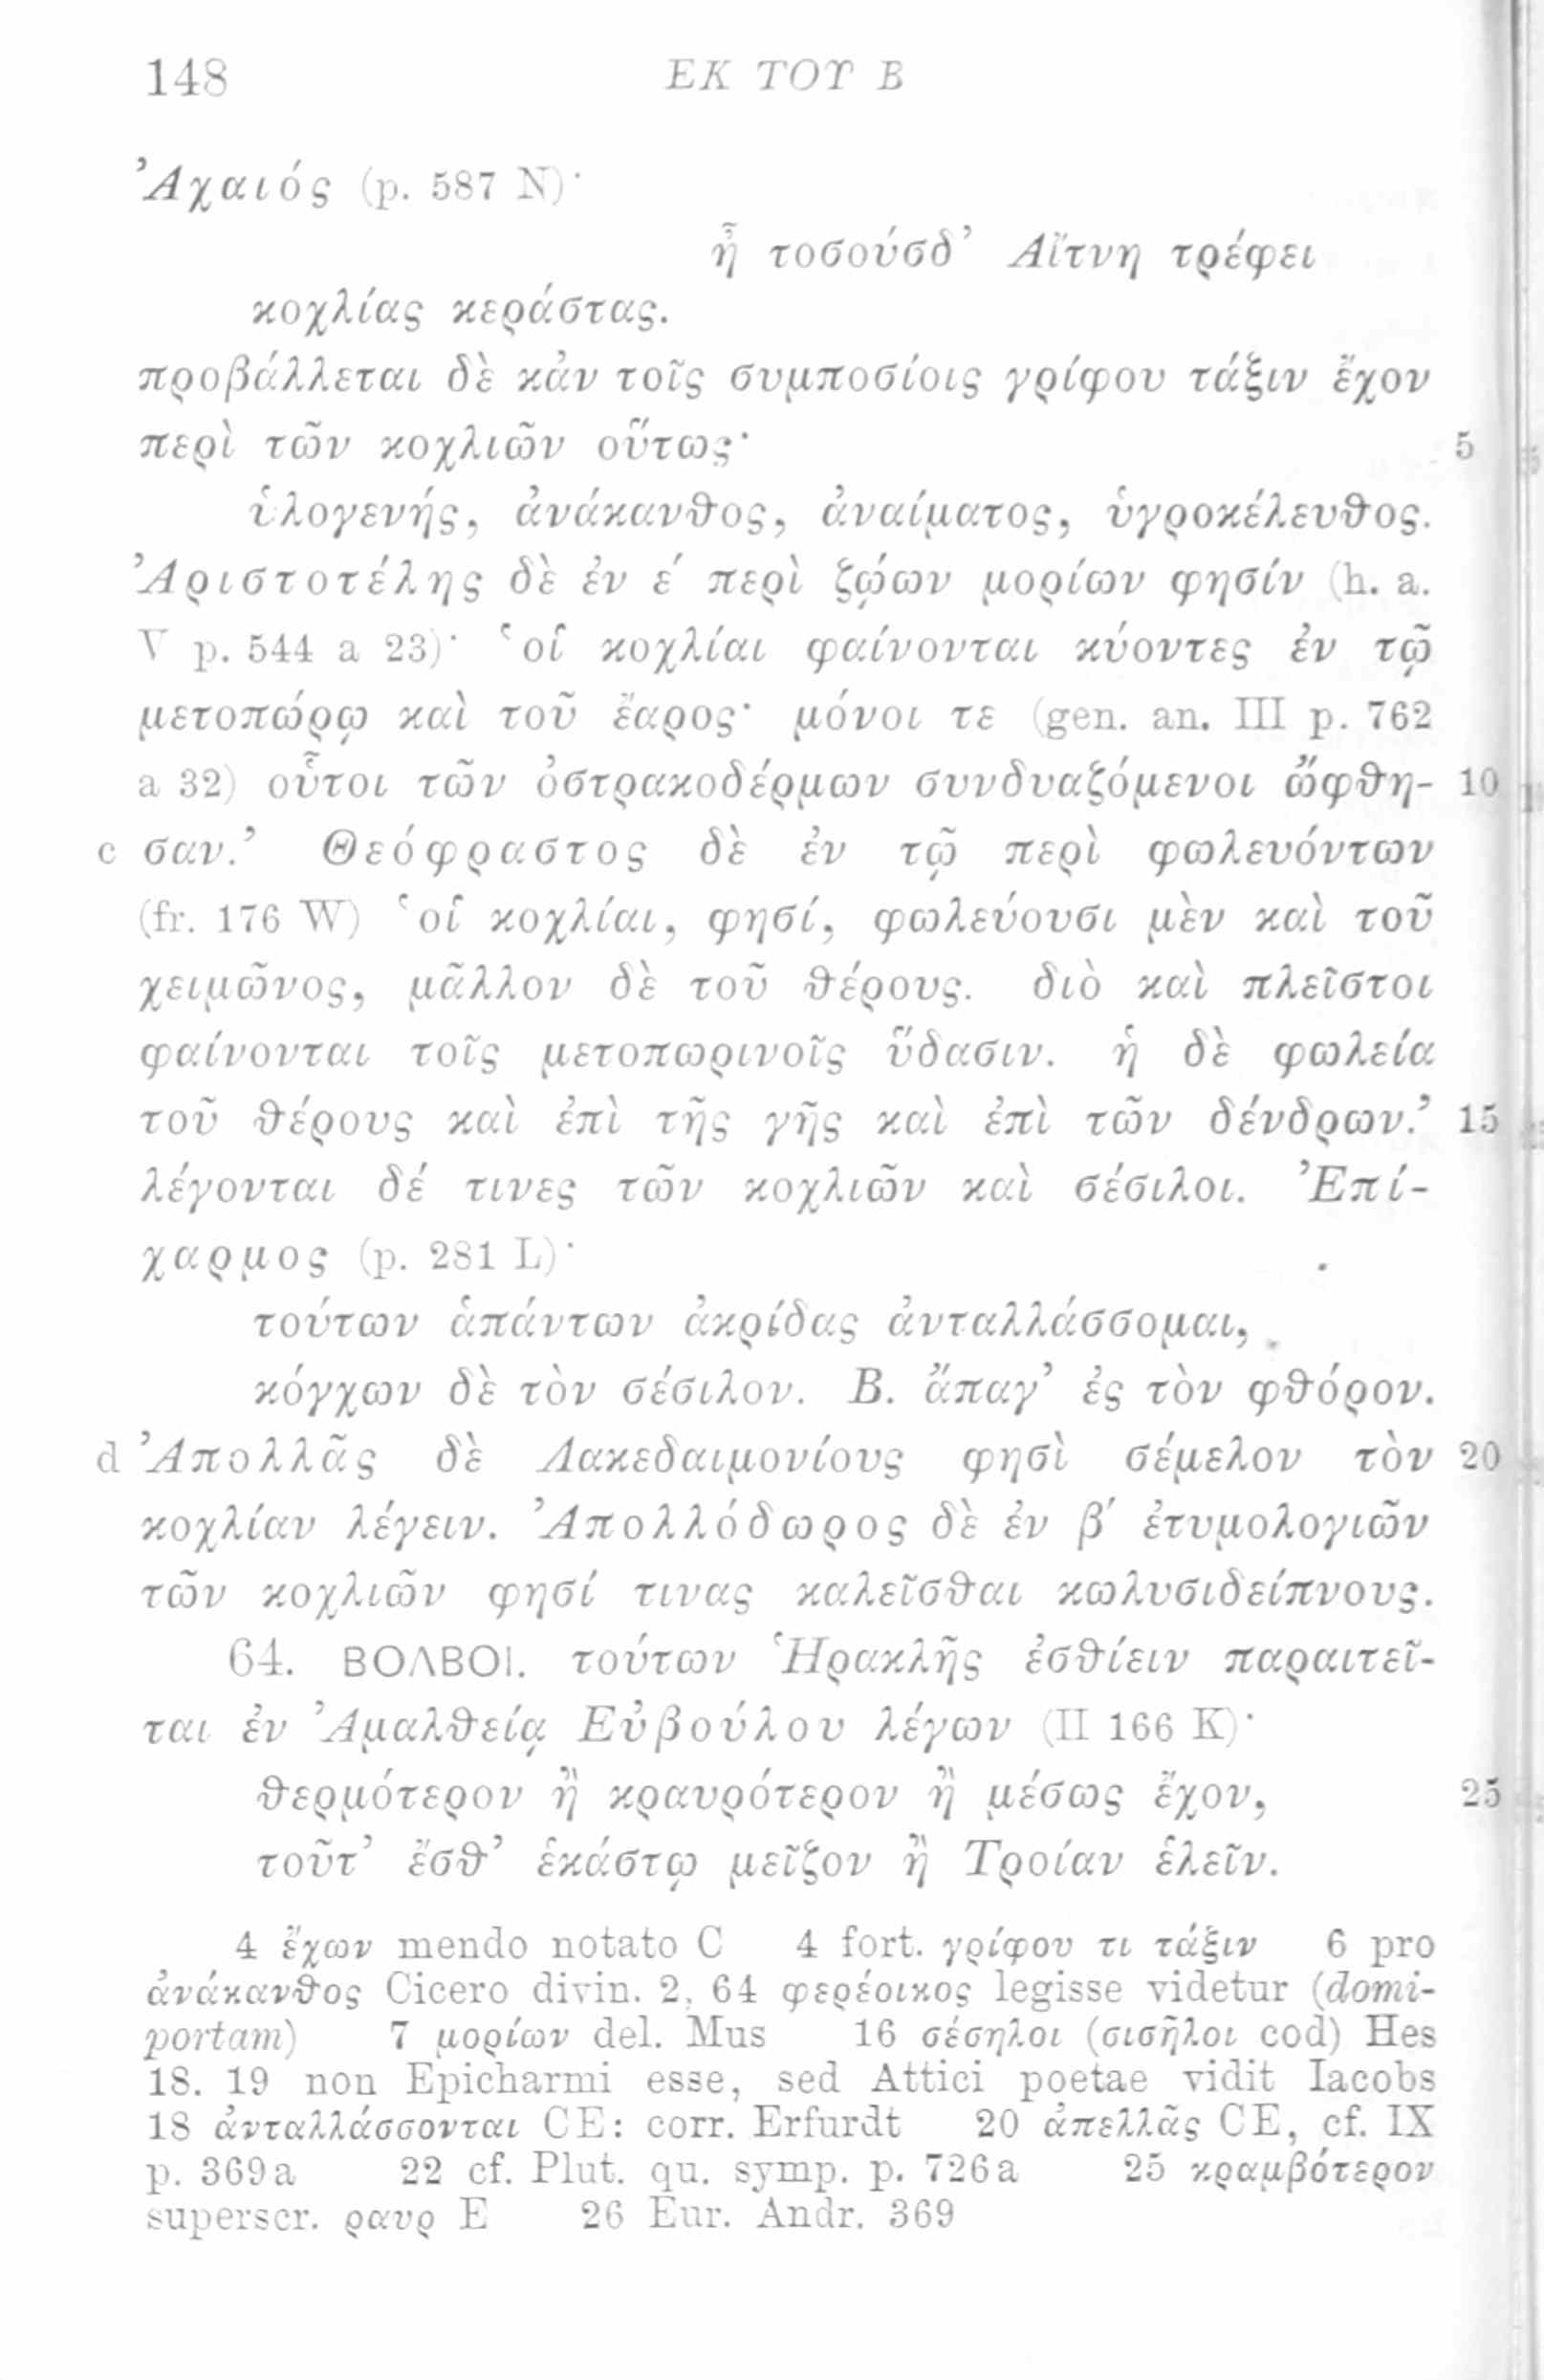 148 ΕΚ ΤΟΥ Β
Ἀχαιός (p. 587 N)·
ἦ τοσούσδ’ Αἴτνη τρέφει
κοχλίας κεράστας.
προβάλλεται δὲ κἀν τοῖς συμποσίοις γρίφου τάξιν ἔχον
περὶ τῶν κοχλιῶν οὕτως· 5
ὑλογενής, ἀνάκανθος, ἀναίματος, ὑγροκέλευθος.
Ἀριστοτέλης δὲ ἐν ε΄ περὶ ζῴων μορίων φησίν (h. a.
V p. 544 a 23)· ‘οἱ κοχλίαι φαίνονται κύοντες ἐν τῷ
μετοπώρῳ καὶ τοῦ ἔαρος· μόνοι τε (gen. an. III p. 762
a 32) οὗτοι τῶν ὀστρακοδέρμων συνδυαζόμενοι ὤφθη- 10
c σαν.’ Θεόφραστος δὲ ἐν τῷ περὶ φωλευόντων
(fr. 176 W) ‘οἱ κοχλίαι, φησί, φωλεύουσι μὲν καὶ τοῦ
χειμῶνος, μᾶλλον δὲ τοῦ θέρους. διὸ καὶ πλεῖστοι
φαίνονται τοῖς μετοπωρινοῖς ὕδασιν. ἡ δὲ φωλεία
τοῦ θέρους καὶ ἐπὶ τῆς γῆς καὶ ἐπὶ τῶν δένδρων.’ 15
λέγονται δέ τινες τῶν κοχλιῶν καὶ σέσιλοι. Ἐπί-
χαρμος (p. 281 L)·
τούτων ἁπάντων ἀκρίδας ἀνταλλάσσομαι,
κόγχων δὲ τὸν σέσιλον. Β. ἄπαγ’ ἐς τὸν φθόρον.
d Ἀπολλᾶς δὲ Λακεδαιμονίους φησὶ σέμελον τὸν 20
κοχλίαν λέγειν. Ἀπολλόδωρος δὲ ἐν β΄ ἐτυμολογιῶν
τῶν κοχλιῶν φησί τινας καλεῖσθαι κωλυσιδείπνους.
64. ΒΟΛΒΟΙ. τούτων Ἡρακλῆς ἐσθίειν παραιτεῖ-
ται ἐν Ἀμαλθείᾳ Εὐβούλου λέγων (II 166 K)·
θερμότερον ἢ κραυρότερον ἢ μέσως ἔχον, 25
τοῦτ’ ἔσθ’ ἑκάστῳ μεῖζον ἢ Τροίαν ἑλεῖν.
4 ἔχων mendo notato C 4 fort. γρίφου τι τάξιν 6 pro
ἀνάκανθος Cicero divin. 2, 64 φερέοικος legisse videtur (domi-
portam) 7 μορίων del. Mus 16 σέσηλοι (σισῆλοι cod) Hes
18. 19 non Epicharmi esse, sed Attici poetae vidit Iacobs
18 ἀνταλλάσσονται CE: corr. Erfurdt 20 ἀπελλᾶς CE, cf. IX
p. 369a 22 cf. Plut. qu. symp. p. 726a 25 κραμβότερον
superscr. ραυρ E 26 Eur. Andr. 369